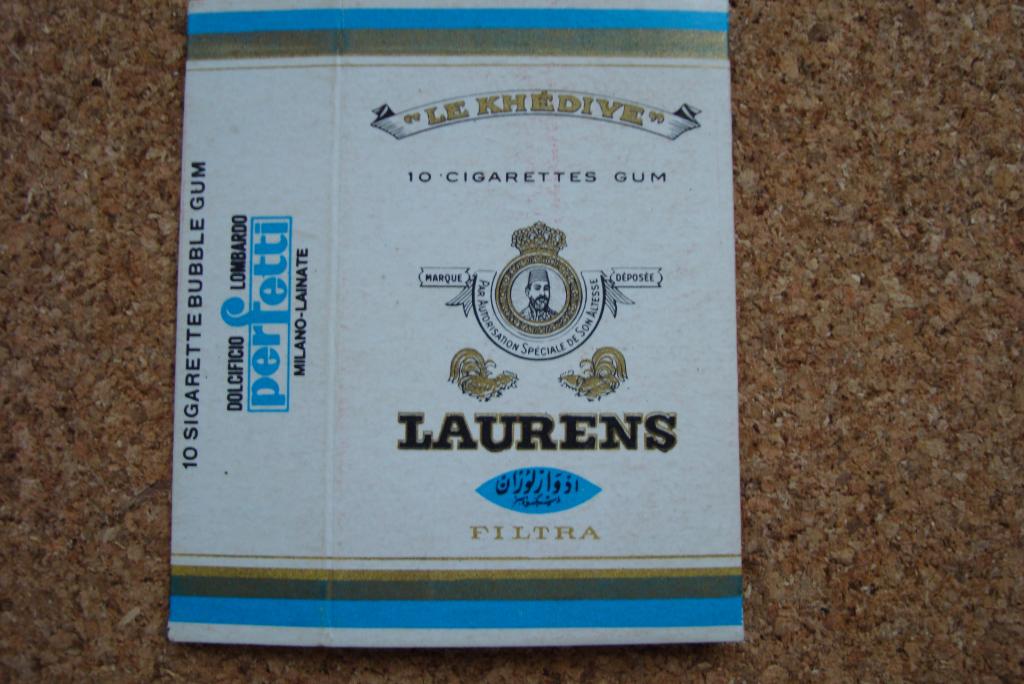 10 SIGARETTE BUBBLE GUM
DOLCIFICIO LOMBARDO
perfetti
MILANO-LAINATE
"LE KHÉDIVE"
10 CIGARETTES GUM
MARQUE DÉPOSÉE
PAR AUTORISATION SPÉCIALE DE SON ALTESSE
LAURENS
ادوارلوران
FILTRA